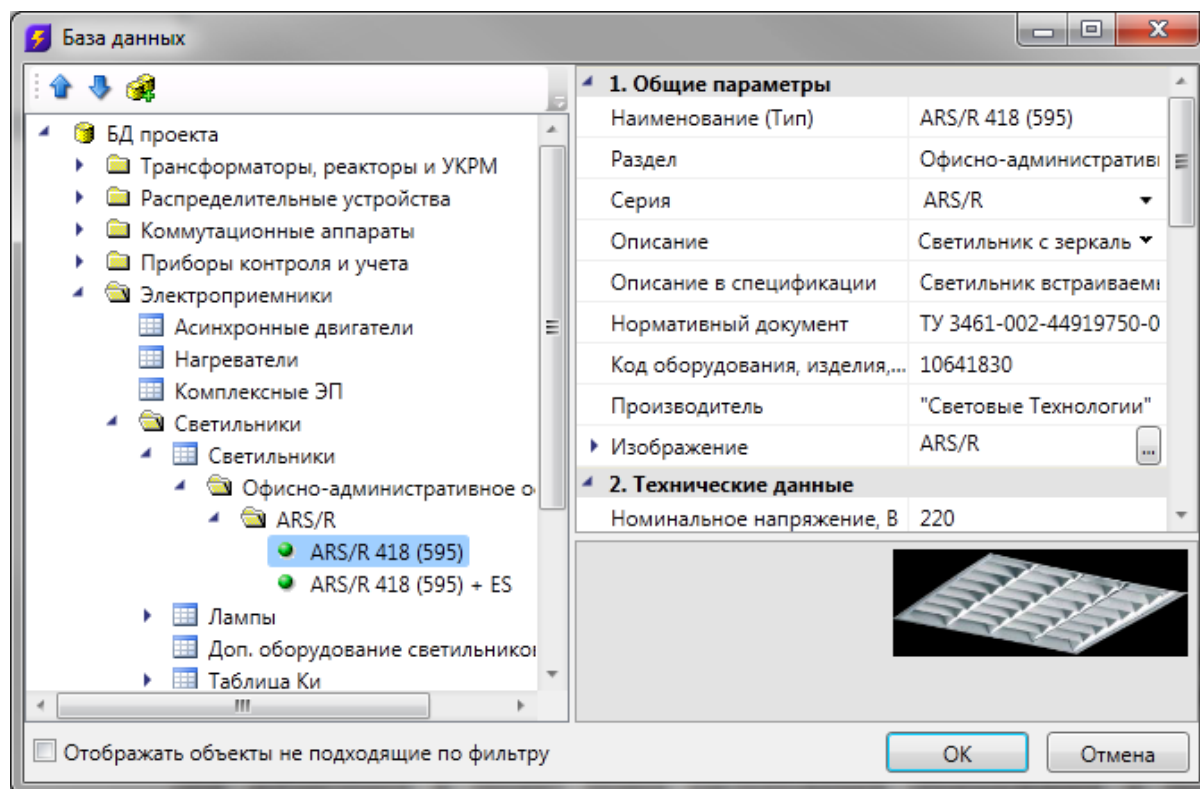 База данных
БД проекта
Трансформаторы, реакторы и УКРМ
Распределительные устройства
Коммутационные аппараты
Приборы контроля и учета
Электроприемники
Асинхронные двигатели
Нагреватели
Комплексные ЭП
Светильники
Светильники
Офисно-административное о
ARS/R
ARS/R 418 (595)
ARS/R 418 (595) + ES
Лампы
Доп. оборудование светильников
Таблица Ки
1. Общие параметры
Наименование (Тип) ARS/R 418 (595)
Раздел Офисно-административн
Серия ARS/R
Описание Светильник с зеркаль
Описание в спецификации Светильник встраиваемы
Нормативный документ ТУ 3461-002-44919750-0
Код оборудования, изделия,... 10641830
Производитель "Световые Технологии"
Изображение ARS/R ...
2. Технические данные
Номинальное напряжение, В 220
Отображать объекты не подходящие по фильтру
OK
Отмена